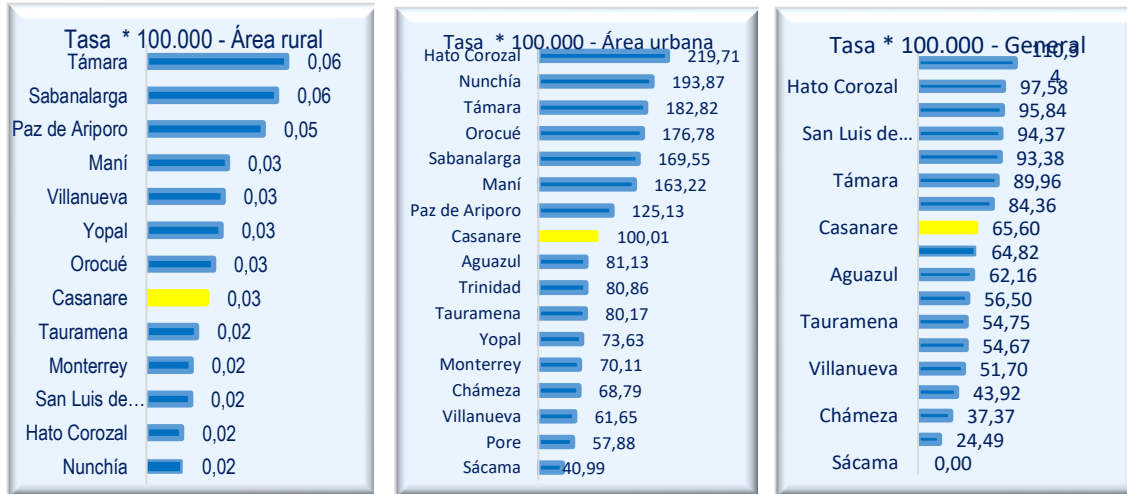 Tasa * 100.000 - Área rural
Támara 0,06
Sabanalarga 0,06
Paz de Ariporo 0,05
Maní 0,03
Villanueva 0,03
Yopal 0,03
Orocué 0,03
Casanare 0,03
Tauramena 0,02
Monterrey 0,02
San Luis de... 0,02
Hato Corozal 0,02
Nunchía 0,02
Tasa * 100.000 - Área urbana
Hato Corozal 219,71
Nunchía 193,87
Támara 182,82
Orocué 176,78
Sabanalarga 169,55
Maní 163,22
Paz de Ariporo 125,13
Casanare 100,01
Aguazul 81,13
Trinidad 80,86
Tauramena 80,17
Yopal 73,63
Monterrey 70,11
Chámeza 68,79
Villanueva 61,65
Pore 57,88
Sácama 40,99
Tasa * 100.000 - General
110,34
Hato Corozal 97,58
95,84
San Luis de... 94,37
93,38
Támara 89,96
84,36
Casanare 65,60
64,82
Aguazul 62,16
56,50
Tauramena 54,75
54,67
Villanueva 51,70
43,92
Chámeza 37,37
24,49
Sácama 0,00